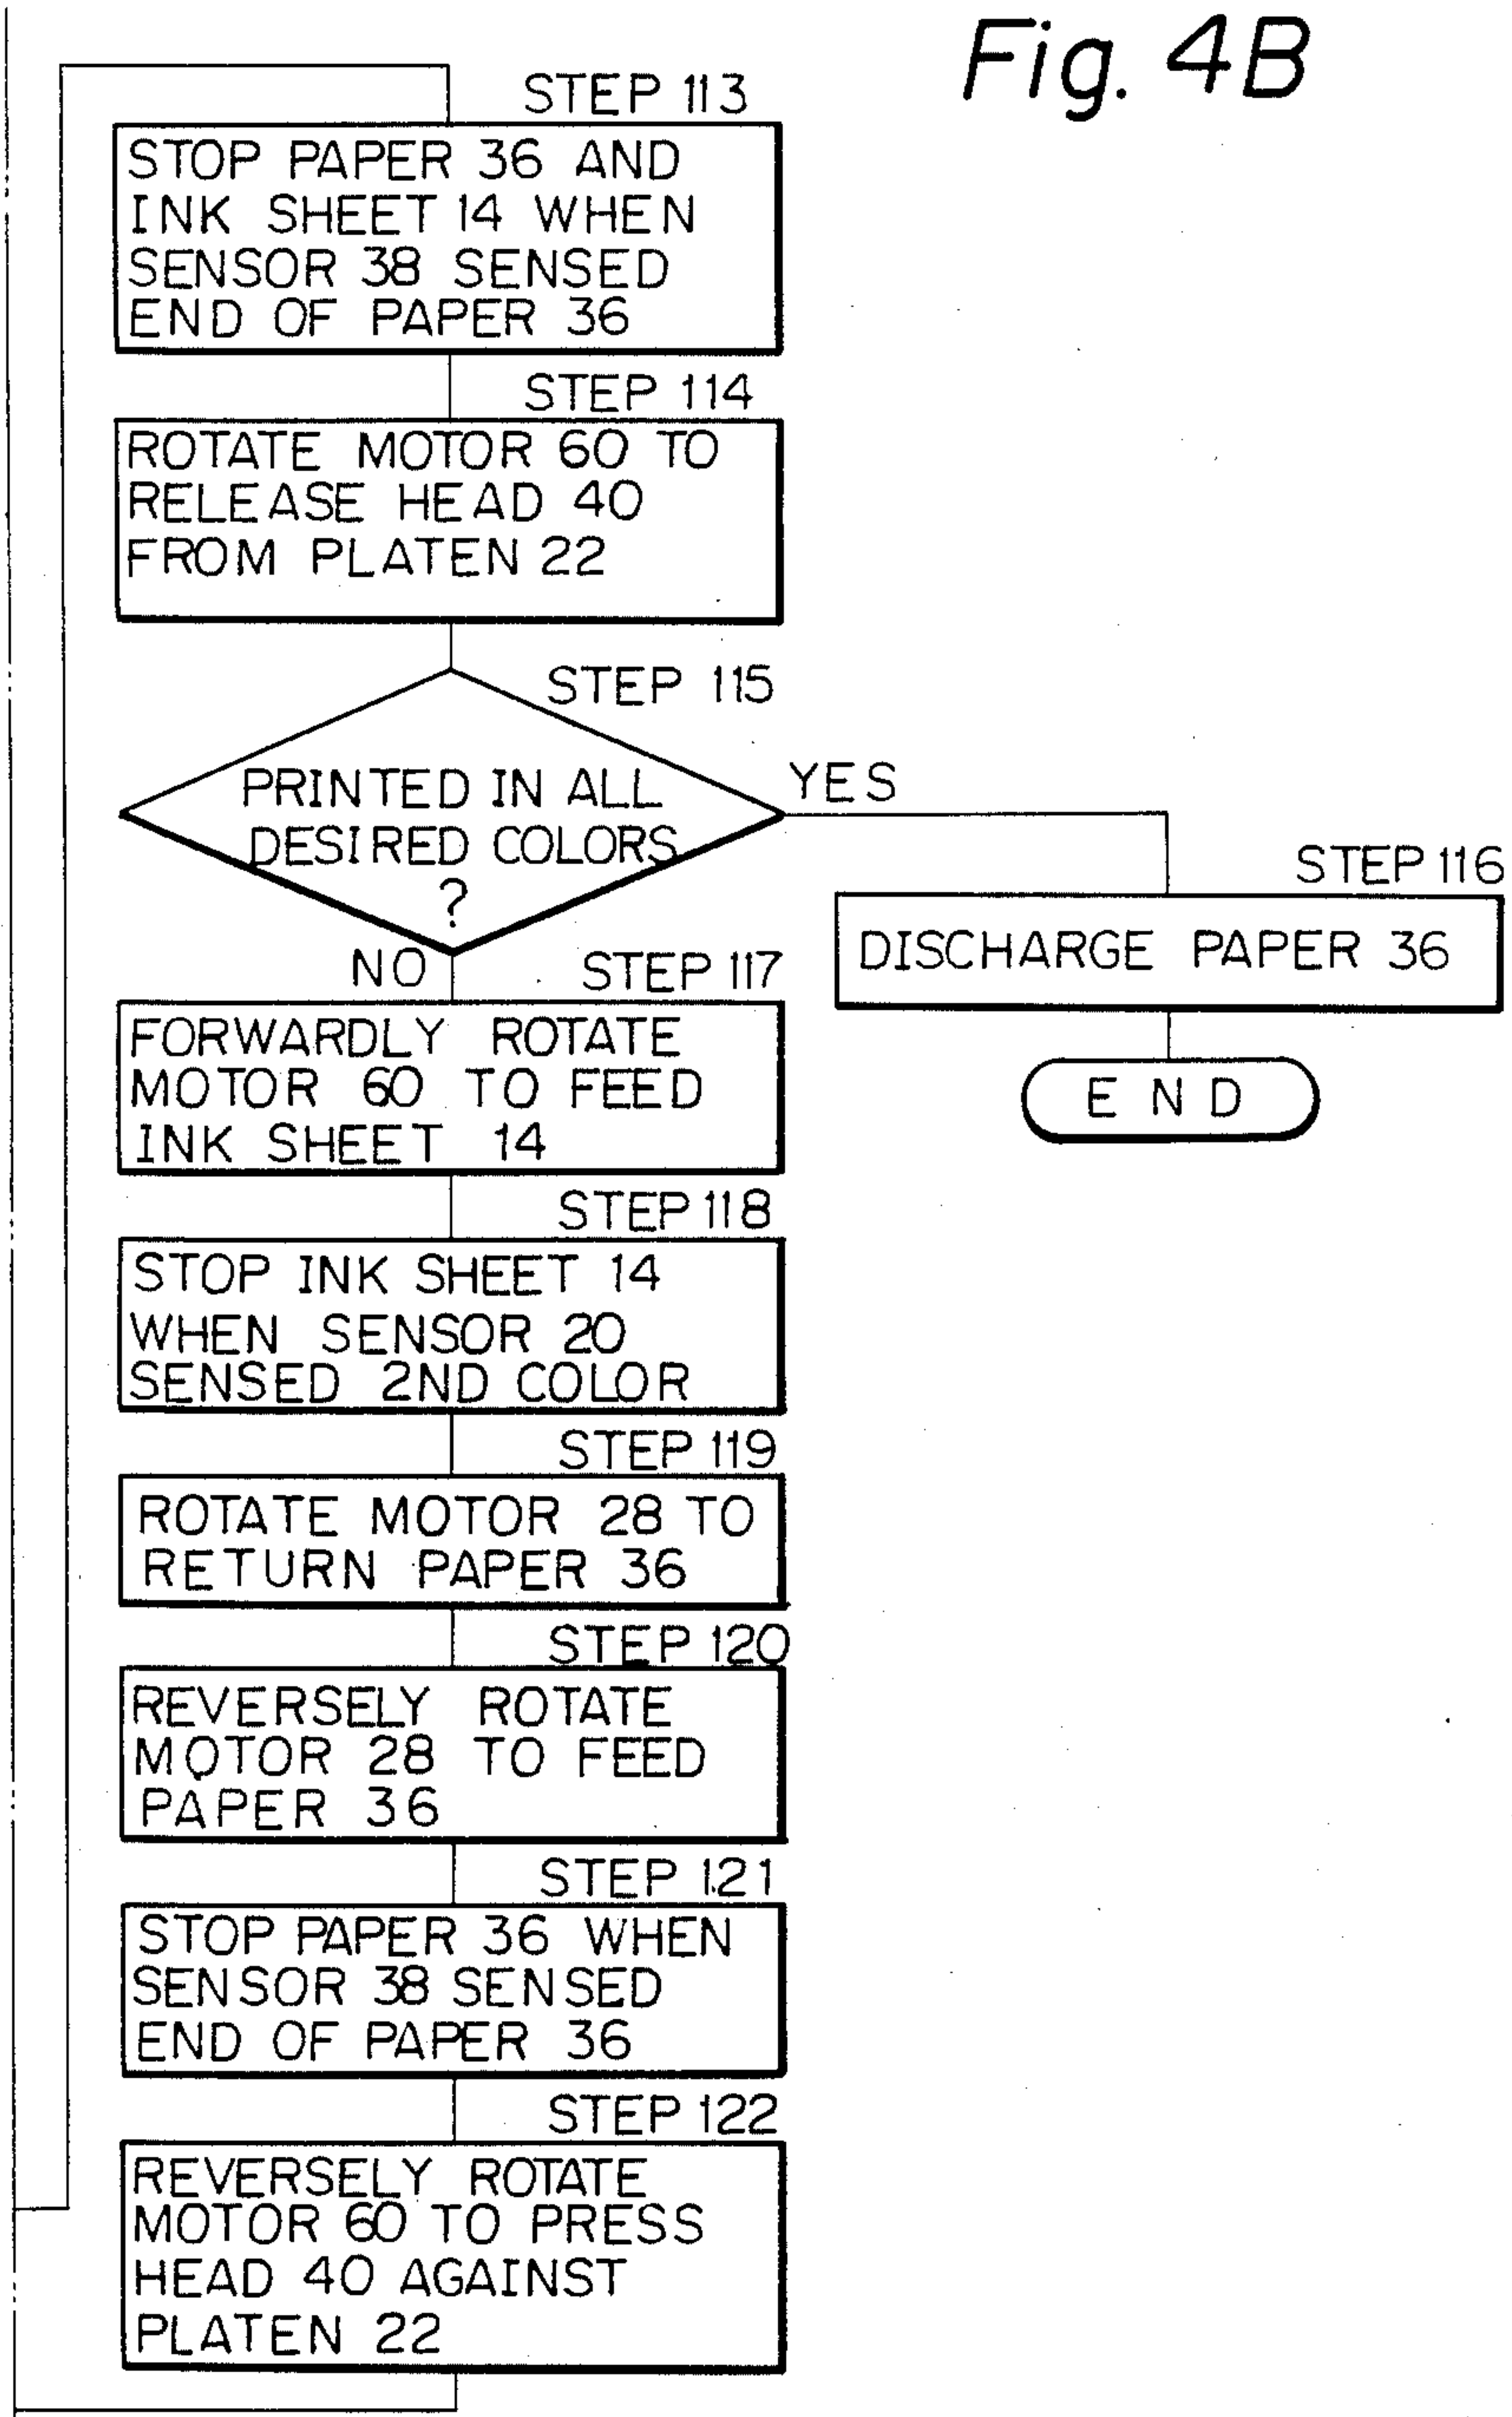 Fig. 4B
STEP 113
STOP PAPER 36 AND
INK SHEET 14 WHEN
SENSOR 38 SENSED
END OF PAPER 36
STEP 114
ROTATE MOTOR 60 TO
RELEASE HEAD 40
FROM PLATEN 22
STEP 115
PRINTED IN ALL
DESIRED COLORS
?
YES
STEP 116
DISCHARGE PAPER 36
END
NO
STEP 117
FORWARDLY ROTATE
MOTOR 60 TO FEED
INK SHEET 14
STEP 118
STOP INK SHEET 14
WHEN SENSOR 20
SENSED 2ND COLOR
STEP 119
ROTATE MOTOR 28 TO
RETURN PAPER 36
STEP 120
REVERSELY ROTATE
MOTOR 28 TO FEED
PAPER 36
STEP 121
STOP PAPER 36 WHEN
SENSOR 38 SENSED
END OF PAPER 36
STEP 122
REVERSELY ROTATE
MOTOR 60 TO PRESS
HEAD 40 AGAINST
PLATEN 22